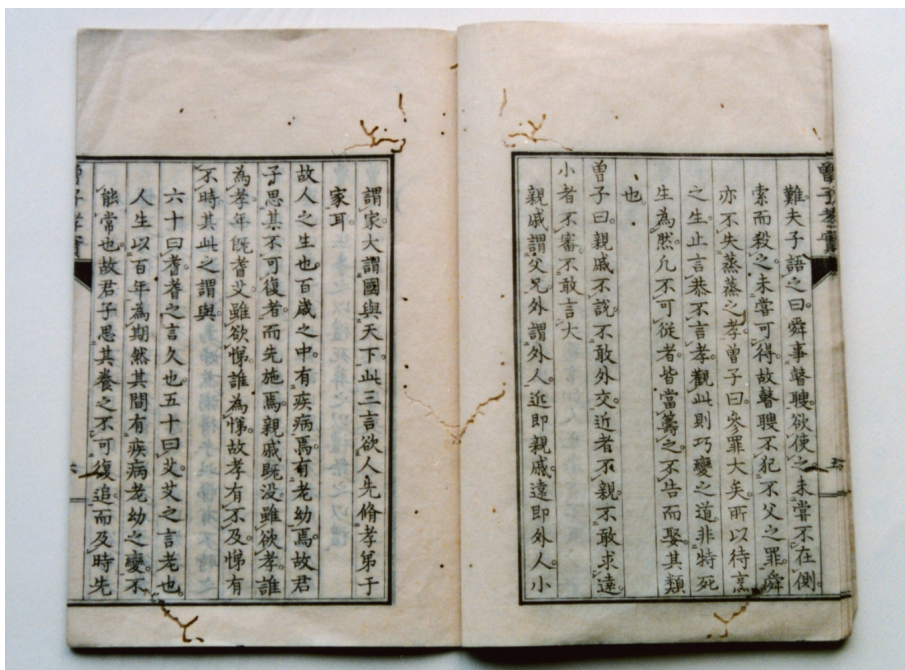 曾子孝實
難夫子語之曰舜事瞽瞍欲使之未嘗不在側
索而殺之未嘗可得故瞽瞍不犯不父之罪舜
亦不失蒸蒸之孝曾子曰參罪大矣所以待烹
之生止言恭不言孝觀此則巧變之道非特死
生為然凡不可從者皆當籌之不告而娶其類
也
曾子曰親戚不說不敢外交近者不親不敢求遠
小者不審不敢言大
親戚謂父兄外謂外人近即親戚遠即外人小
謂家大謂國與天下此三言欲人先脩孝弟于
家耳
故人之生也百歲之中有疾病焉有老幼焉故君
子思其不可復者而先施焉親戚既没雖欲孝誰
為孝年既耆艾雖欲悌誰為悌故孝有不及悌有
不時其此之謂與
六十曰耆耆之言久也五十曰艾艾之言老也
人生以百年為期然其間有疾病老幼之變不
能常也故君子思其養之不可復追而及時先
曾子孝實